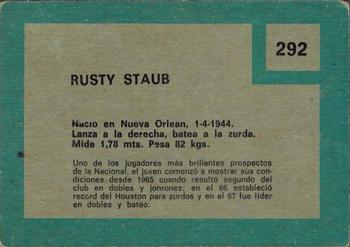 292
RUSTY STAUB
Nacio en Nueva Orlean, 1-4-1944.
Lanza a la derecha, batea a la zurda.
Mide 1,78 mts. Pesa 82 kgs.
Uno de los jugadores más brillantes prospectos
de la Nacional, el joven comenzó a mostrar sus con-
diciones desde 1965 cuando resultó segundo del
club en dobles y jonrones; en el 66 estableció
record del Houston para zurdos y en el 67 fue líder
en dobles y bateo.